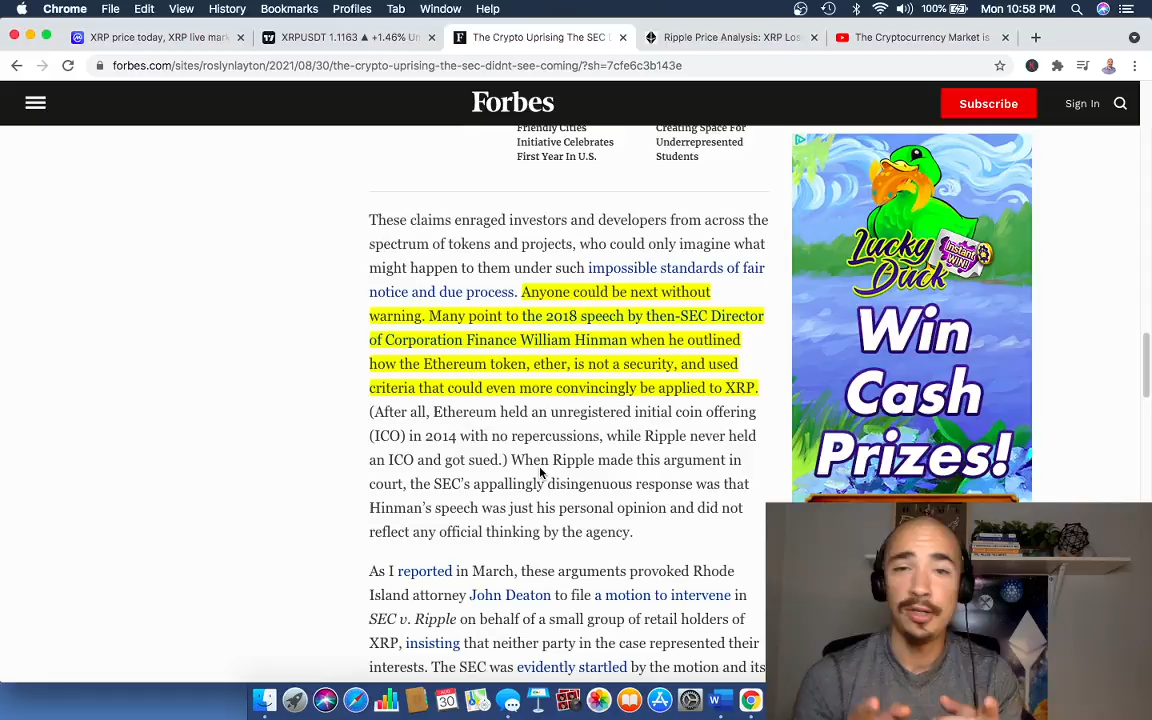 Chrome File Edit View History Bookmarks Profiles Tab Window Help 100% Mon 10:58 PM
XRP price today, XRP live mark
XRPUSDT 1.1163 ▲ +1.46% Un
The Crypto Uprising The SEC
Ripple Price Analysis: XRP Los
The Cryptocurrency Market is
forbes.com/sites/roslynlayton/2021/08/30/the-crypto-uprising-the-sec-didnt-see-coming/?sh=7cfe6c3b143e
Forbes
Subscribe
Sign In
Friendly Cities
Initiative Celebrates
First Year In U.S.
Creating Space For
Underrepresented
Students
These claims enraged investors and developers from across the
spectrum of tokens and projects, who could only imagine what
might happen to them under such impossible standards of fair
notice and due process. Anyone could be next without
warning. Many point to the 2018 speech by then-SEC Director
of Corporation Finance William Hinman when he outlined
how the Ethereum token, ether, is not a security, and used
criteria that could even more convincingly be applied to XRP.
(After all, Ethereum held an unregistered initial coin offering
(ICO) in 2014 with no repercussions, while Ripple never held
an ICO and got sued.) When Ripple made this argument in
court, the SEC's appallingly disingenuous response was that
Hinman's speech was just his personal opinion and did not
reflect any official thinking by the agency.
As I reported in March, these arguments provoked Rhode
Island attorney John Deaton to file a motion to intervene in
SEC v. Ripple on behalf of a small group of retail holders of
XRP, insisting that neither party in the case represented their
interests. The SEC was evidently startled by the motion and its
Lucky
Duck
Instant
WIN!
Win
Cash
Prizes!
AUG
30